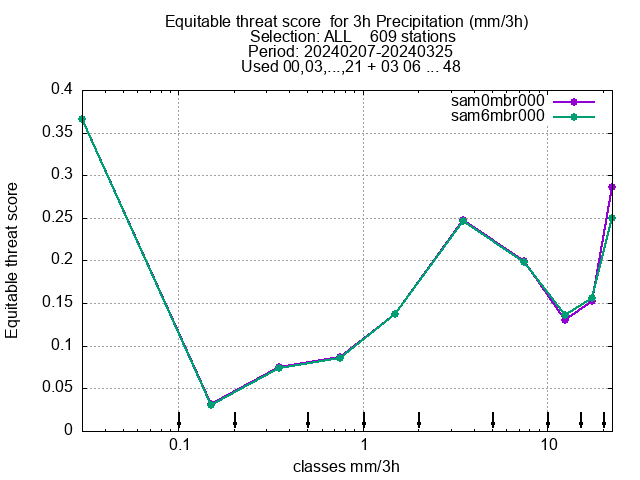 Equitable threat score  for 3h Precipitation (mm/3h)
Selection: ALL    609 stations
Period: 20240207-20240325
Used 00,03,...,21 + 03 06 ... 48
sam0mbr000
sam6mbr000
0.4
0.35
0.3
0.25
0.2
0.15
0.1
0.05
0
Equitable threat score
0.1
1
10
classes mm/3h